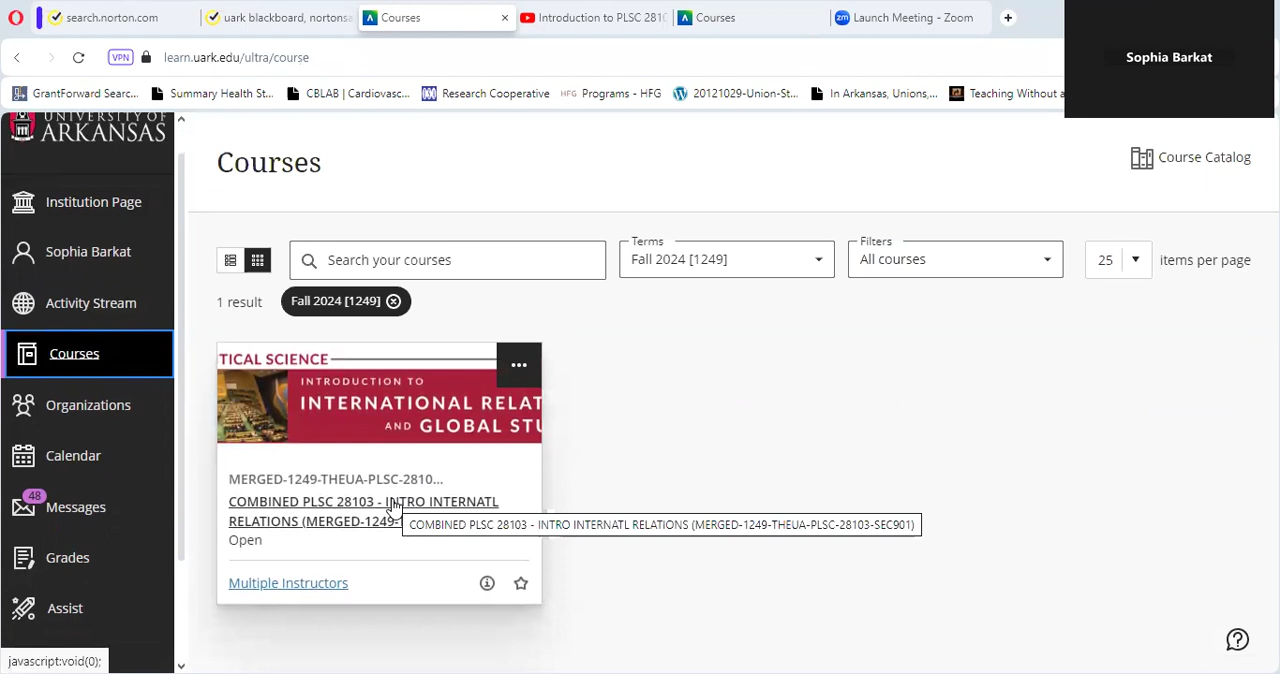 search.norton.com
uark blackboard, nortonsa
Courses
Introduction to PLSC 2810
Courses
Launch Meeting - Zoom
VPN
learn.uark.edu/ultra/course
GrantForward Searc...
Summary Health St...
CBLAB | Cardiovasc...
Research Cooperative
HFG Programs - HFG
20121029-Union-St...
In Arkansas, Unions,...
Teaching Without a
Sophia Barkat
UNIVERSITY OF
ARKANSAS
Institution Page
Sophia Barkat
Activity Stream
Courses
Organizations
Calendar
48
Messages
Grades
Assist
javascript:void(0);
Courses
Course Catalog
Search your courses
Terms
Fall 2024 [1249]
Filters
All courses
25
items per page
1 result
Fall 2024 [1249]
TICAL SCIENCE
INTRODUCTION TO
INTERNATIONAL RELAT
AND GLOBAL STU
MERGED-1249-THEUA-PLSC-2810...
COMBINED PLSC 28103 - INTRO INTERNATL
RELATIONS (MERGED-1249-
COMBINED PLSC 28103 - INTRO INTERNATL RELATIONS (MERGED-1249-THEUA-PLSC-28103-SEC901)
Open
Multiple Instructors